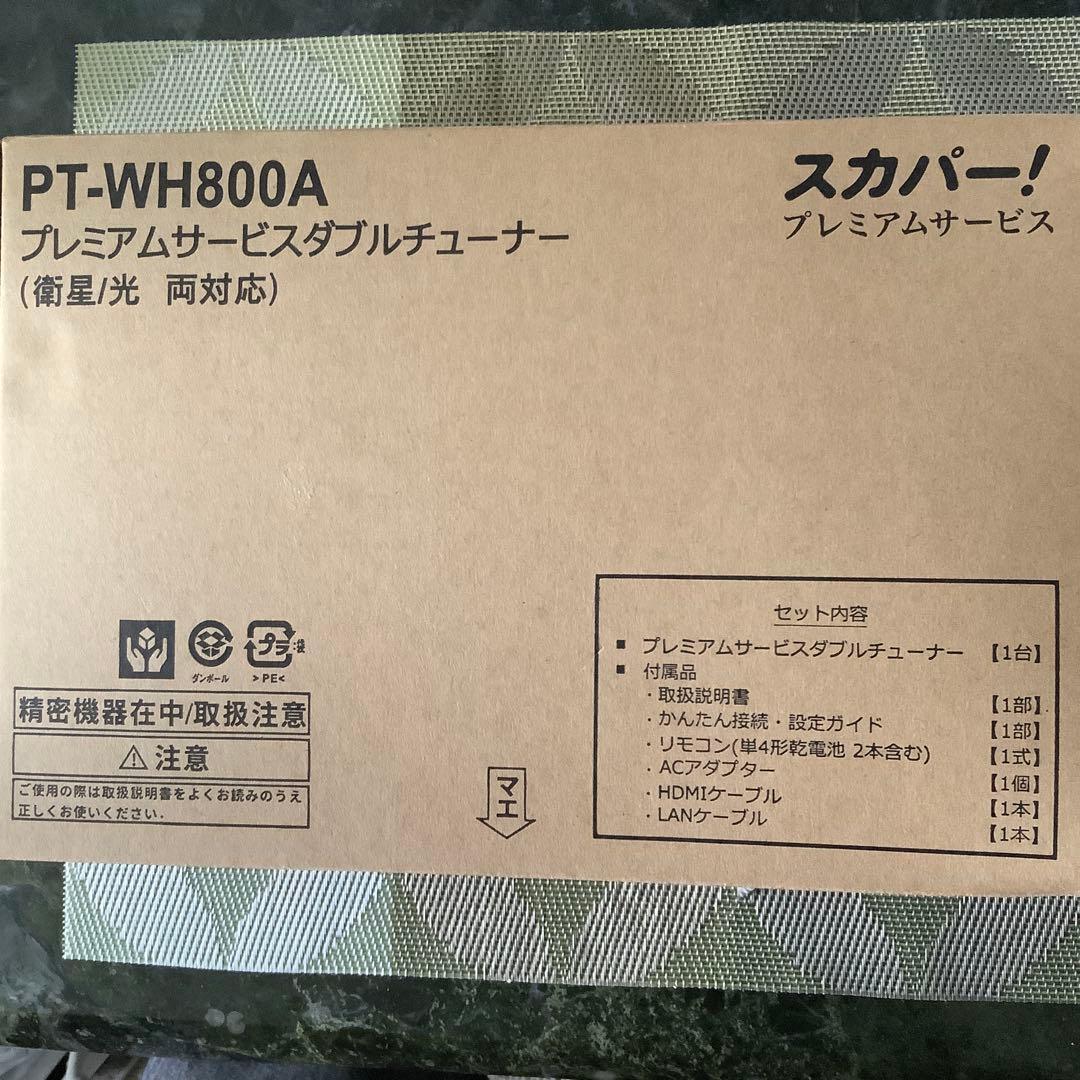 PT-WH800A
プレミアムサービスダブルチューナー
(衛星/光 両対応)
スカパー!
プレミアムサービス
ダンボール
プラ:袋
>PE<
精密機器在中/取扱注意
⚠注意
ご使用の際は取扱説明書をよくお読みのうえ
正しくお使いください.
マエ
セット内容
▪ プレミアムサービスダブルチューナー 【1台】
▪ 付属品
・取扱説明書 【1部】
・かんたん接続・設定ガイド 【1部】
・リモコン(単4形乾電池 2本含む) 【1式】
・ACアダプター 【1個】
・HDMIケーブル 【1本】
・LANケーブル 【1本】